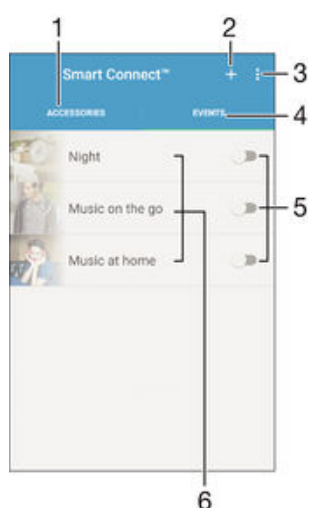 1
2
Smart Connect™ + 3
ACCESSORIES EVENTS 4
Night
Music on the go 5
Music at home
6